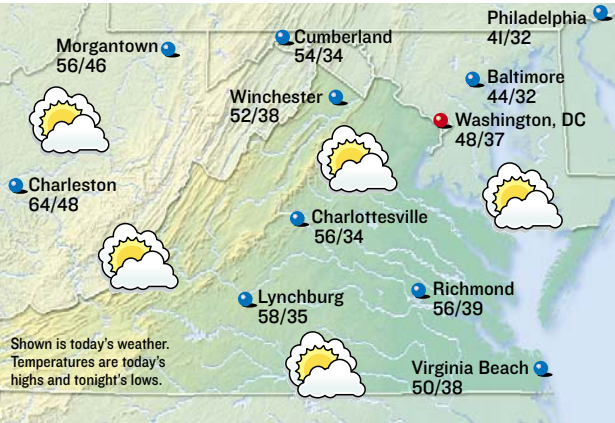 Philadelphia
41/32
Cumberland
54/34
Morgantown
56/46
Baltimore
44/32
Winchester
52/38
Washington, DC
48/37
Charleston
64/48
Charlottesville
56/34
Richmond
56/39
Lynchburg
58/35
Shown is today's weather.
Temperatures are today's
highs and tonight's lows.
Virginia Beach
50/38